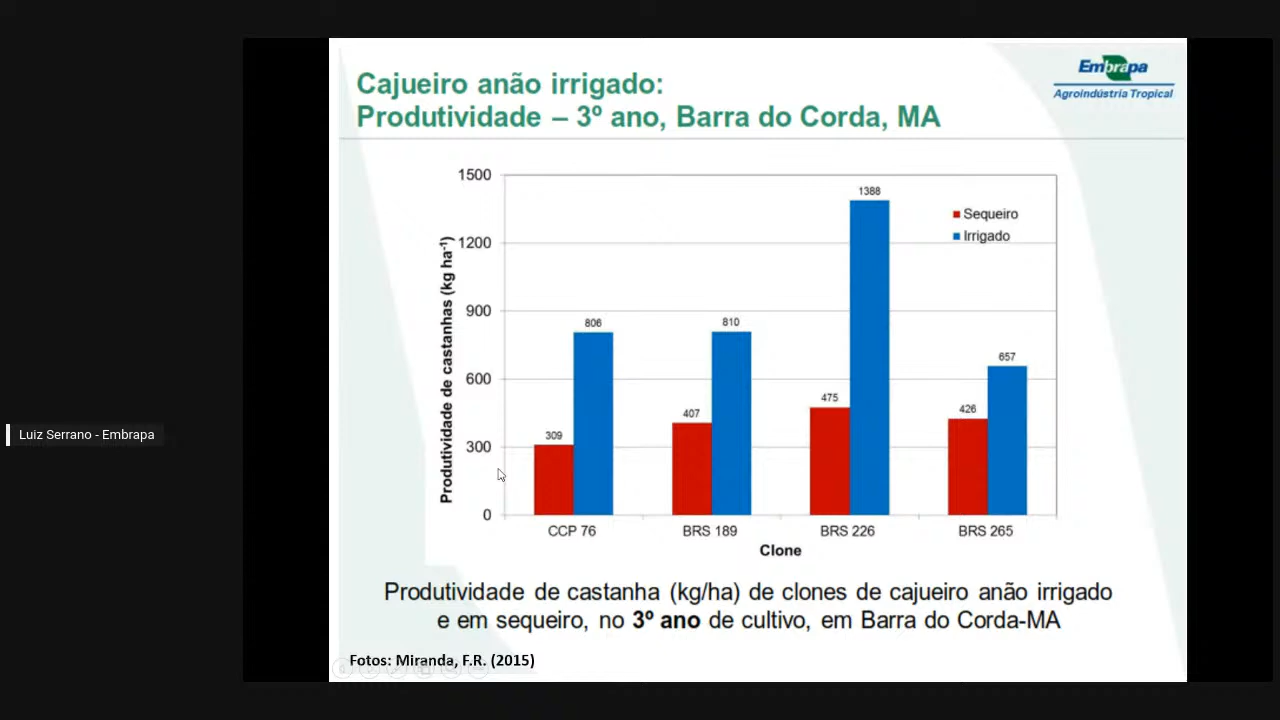 Cajueiro anão irrigado:
Produtividade – 3º ano, Barra do Corda, MA
Embrapa
Agroindústria Tropical
Produtividade de castanhas (kg ha⁻¹)
1500
1200
900
600
300
0
Sequeiro
Irrigado
309
806
407
810
475
1388
426
657
CCP 76
BRS 189
BRS 226
BRS 265
Clone
Produtividade de castanha (kg/ha) de clones de cajueiro anão irrigado
e em sequeiro, no 3º ano de cultivo, em Barra do Corda-MA
Fotos: Miranda, F.R. (2015)
Luiz Serrano - Embrapa